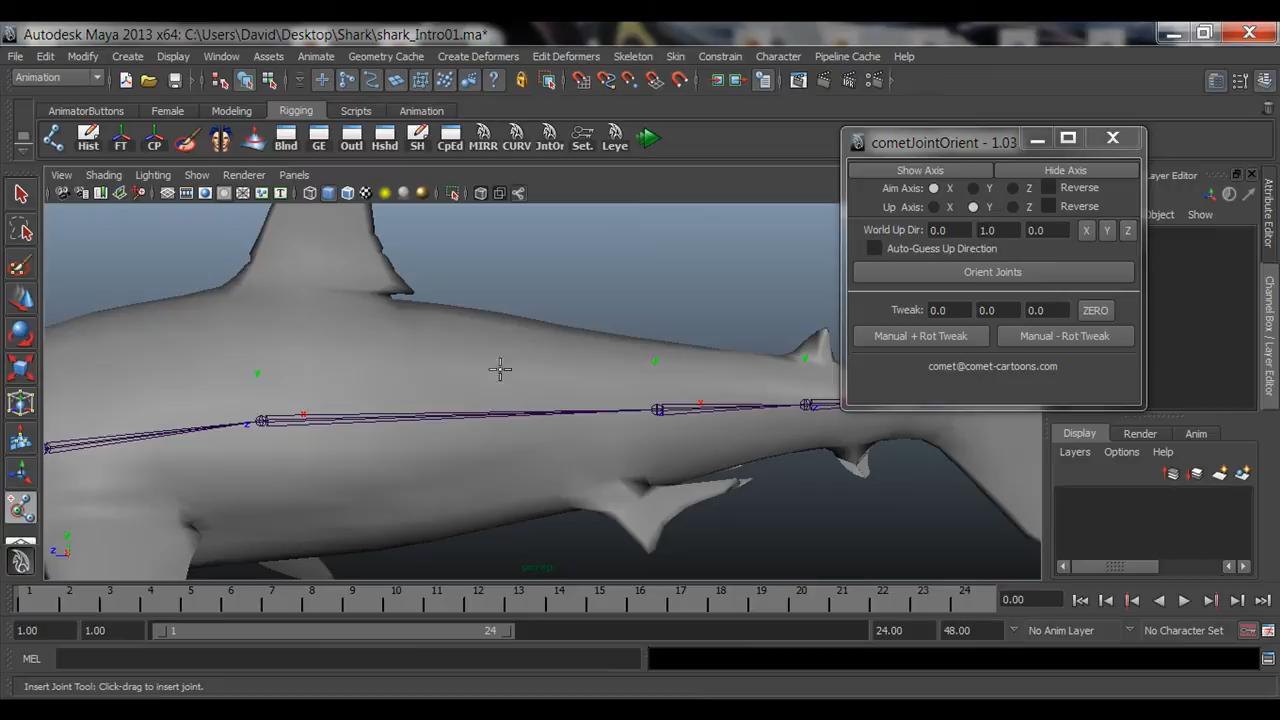 Autodesk Maya 2013 x64: C:\Users\David\Desktop\Shark\shark_Intro01.ma*
File Edit Modify Create Display Window Assets Animate Geometry Cache Create Deformers Edit Deformers Skeleton Skin Constrain Character Pipeline Cache Help
Animation
AnimatorButtons Female Modeling Rigging Scripts Animation
Hist FT CP Blnd GE Outl Hshd SH CpEd MIRR CURV JntOr Set. Leye
View Shading Lighting Show Renderer Panels
cometJointOrient - 1.03
Show Axis Hide Axis
Aim Axis: X Y Z Reverse
Up Axis: X Y Z Reverse
World Up Dir: 0.0 1.0 0.0 X Y Z
Auto-Guess Up Direction
Orient Joints
Tweak: 0.0 0.0 0.0 ZERO
Manual + Rot Tweak Manual - Rot Tweak
comet@comet-cartoons.com
Layer Editor
Object Show
Attribute Editor
Channel Box / Layer Editor
Display Render Anim
Layers Options Help
y y y
x x
z z
y
z x
persp
1 2 3 4 5 6 7 8 9 10 11 12 13 14 15 16 17 18 19 20 21 22 23 24
0.00
1.00 1.00 1 24 24.00 48.00 No Anim Layer No Character Set
MEL
Insert Joint Tool: Click-drag to insert joint.